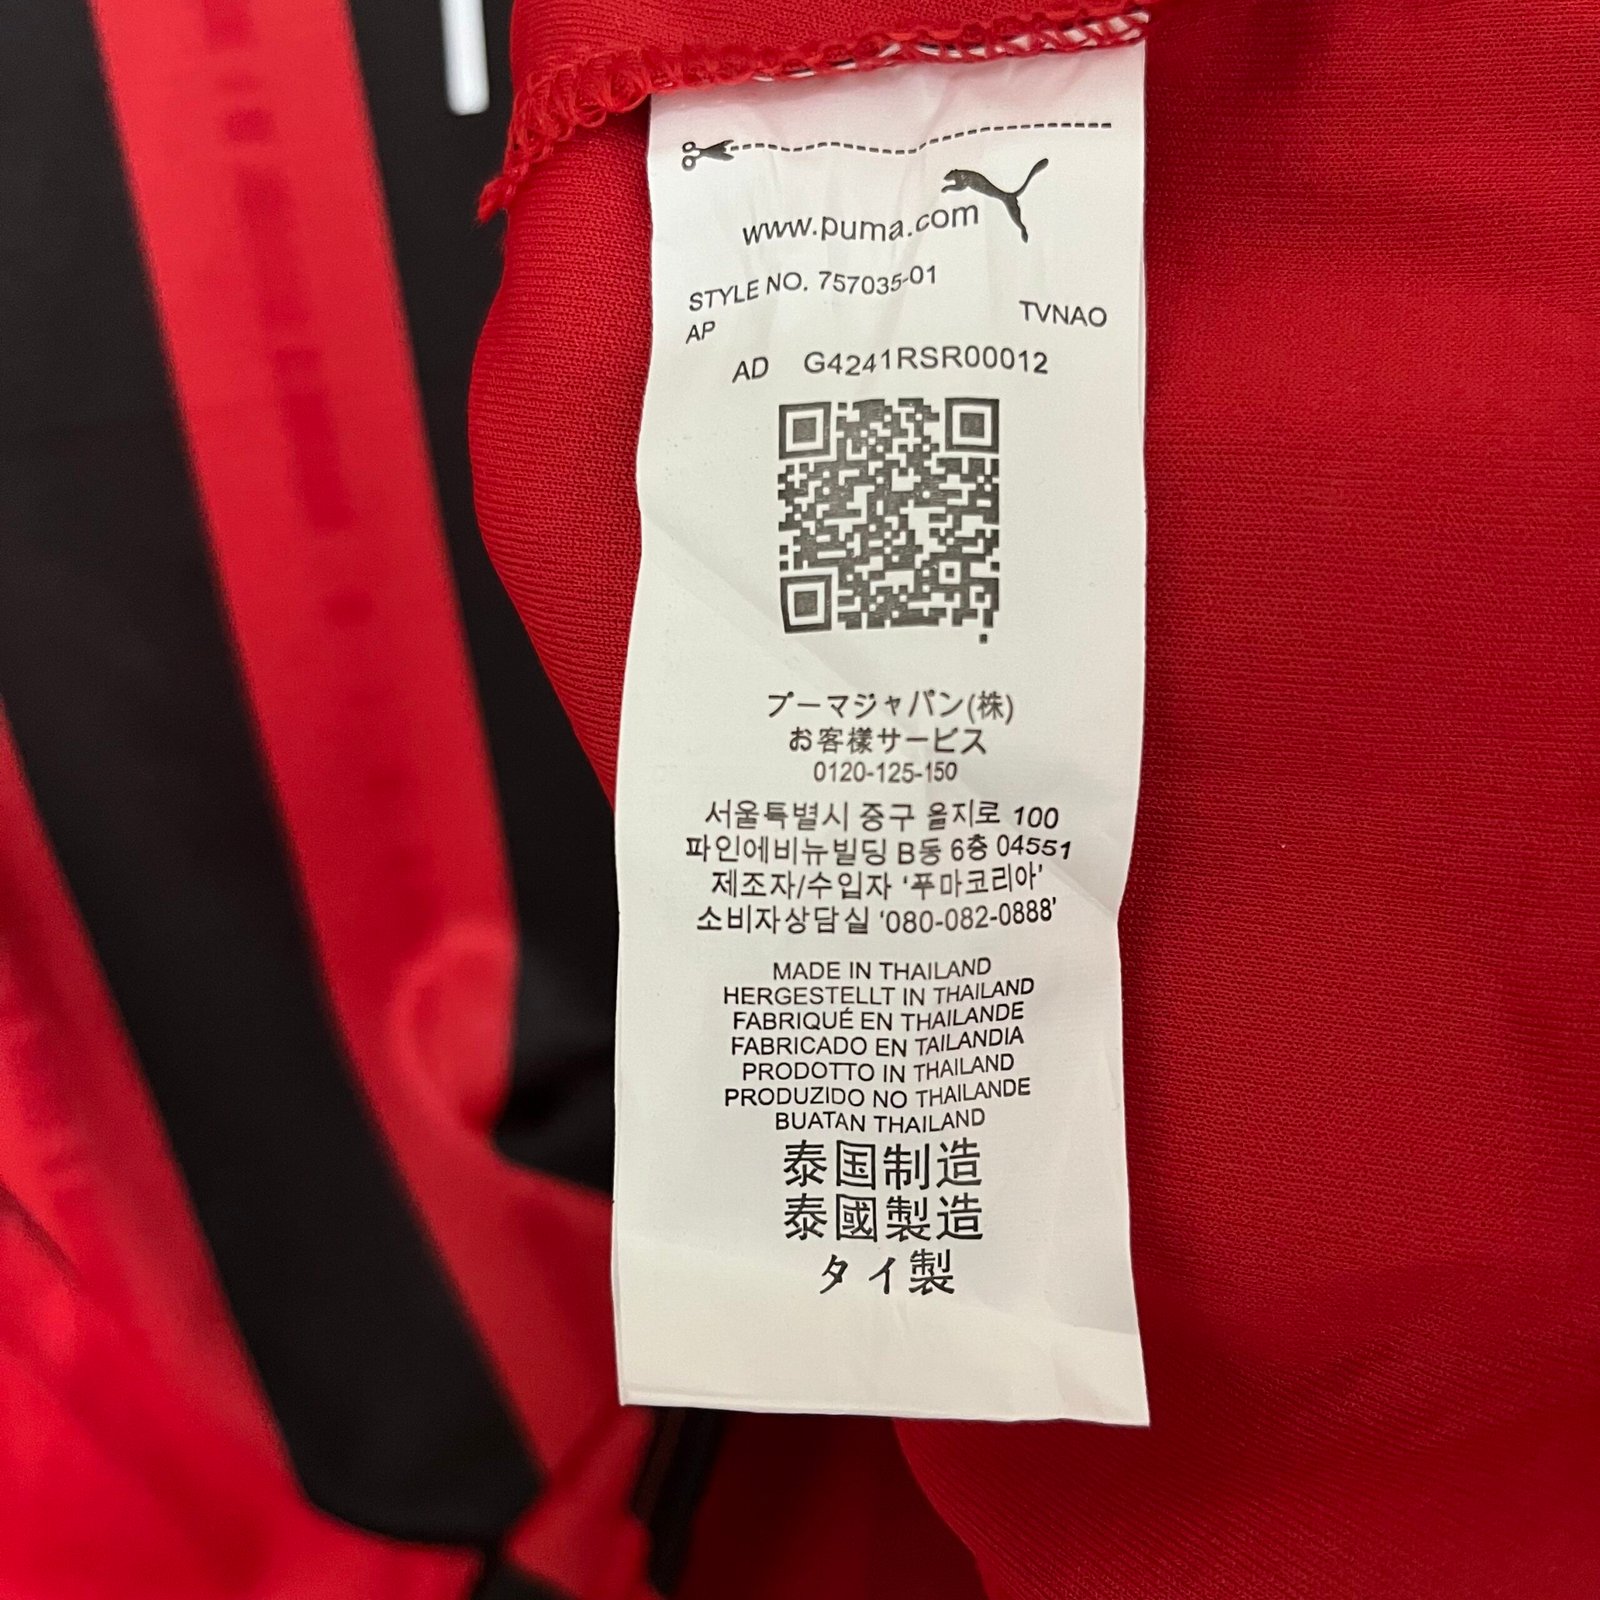 www.puma.com
STYLE NO. 757035-01
AP TVNAO
AD G4241RSR00012
プーマジャパン(株)
お客様サービス
0120-125-150
서울특별시 중구 을지로 100
파인에비뉴빌딩 B동 6층 04551
제조자/수입자 '푸마코리아'
소비자상담실 '080-082-0888'
MADE IN THAILAND
HERGESTELLT IN THAILAND
FABRIQUÉ EN THAILANDE
FABRICADO EN TAILANDIA
PRODOTTO IN THAILAND
PRODUZIDO NO THAILANDE
BUATAN THAILAND
泰国制造
泰國製造
タイ製